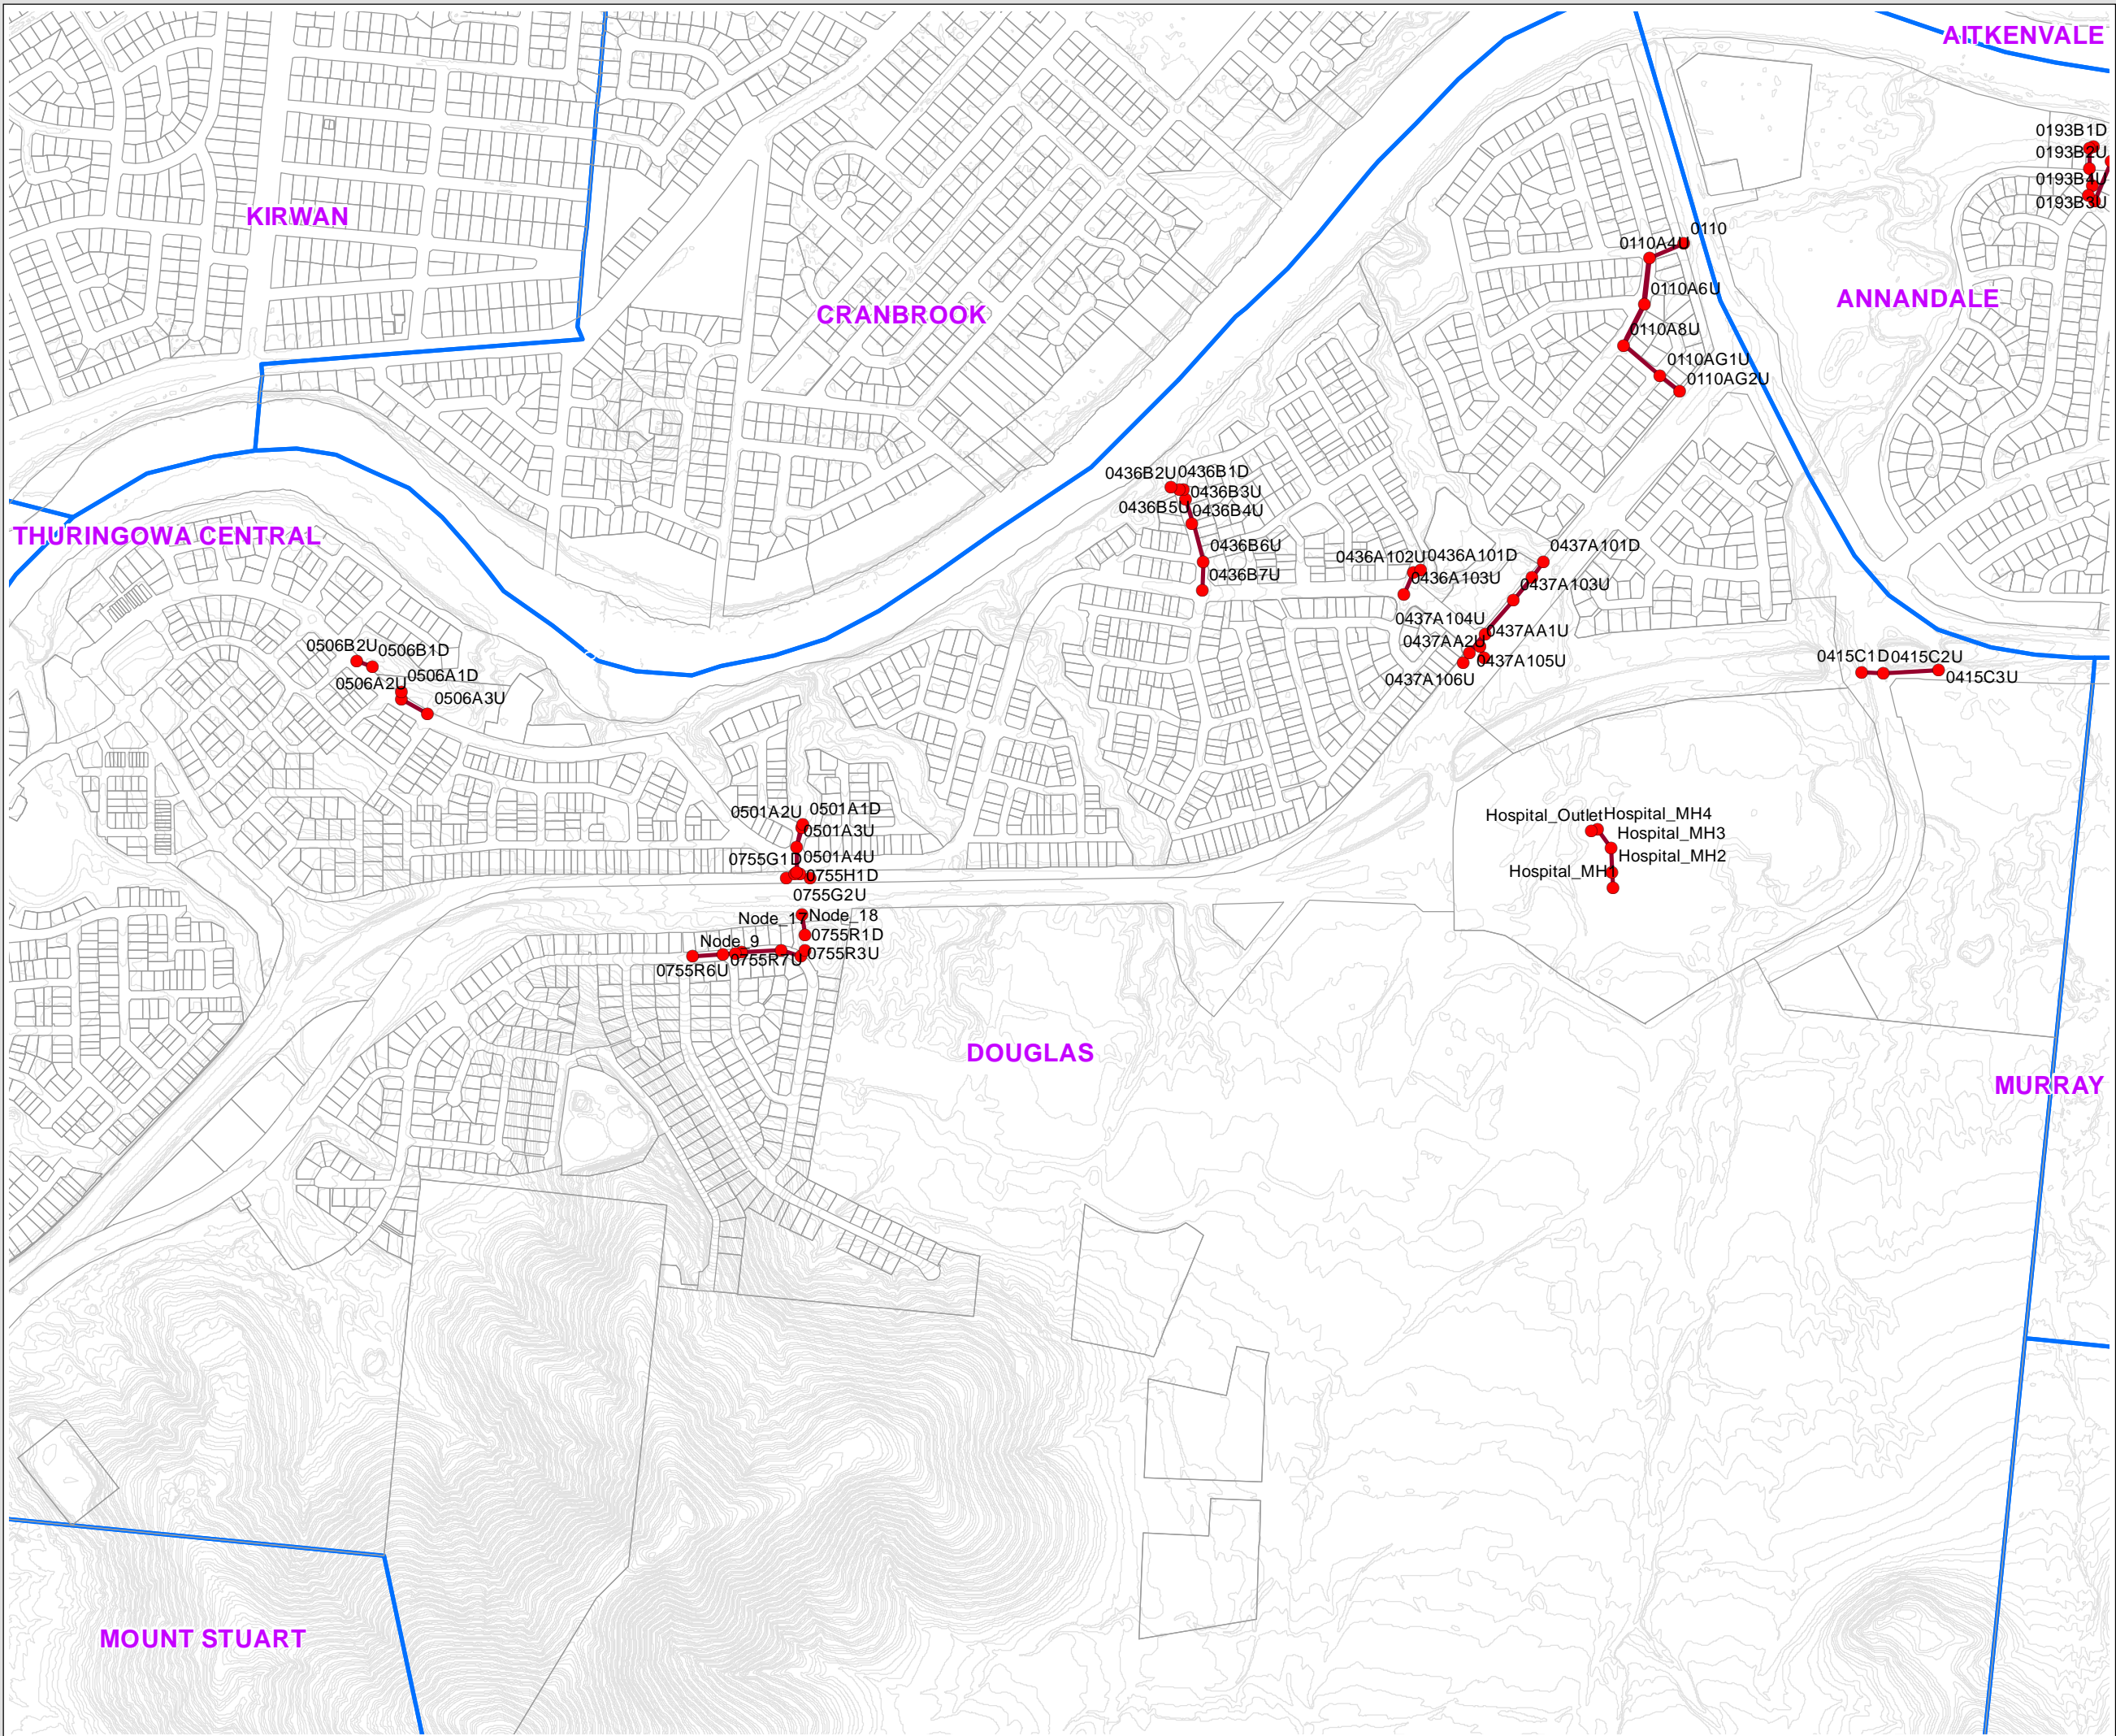 AITKENVALE
0193B1D
0193B2U
0193B4U
0193B3U
KIRWAN
0110
0110A4U
ANNANDALE
0110A6U
CRANBROOK
0110A8U
0110AG1U
0110AG2U
0436B2U 0436B1D
0436B3U
0436B5U
0436B4U
THURINGOWA CENTRAL
0436B6U
0437A101D
0436A102U 0436A101D
0436B7U
0436A103U
0437A103U
0437A104U
0437AA1U
0437AA2U
0437A105U
0437A106U
0506B2U
0506B1D
0415C1D 0415C2U
0415C3U
0506A1D
0506A2U
0506A3U
0501A2U 0501A1D
0501A3U
Hospital_Outlet Hospital_MH4
Hospital_MH3
0755G1D 0501A4U
Hospital_MH2
Hospital_MH1
0755H1D
0755G2U
Node_17 Node_18
0755R1D
Node_9
0755R7U 0755R3U
0755R6U
DOUGLAS
MURRAY
MOUNT STUART